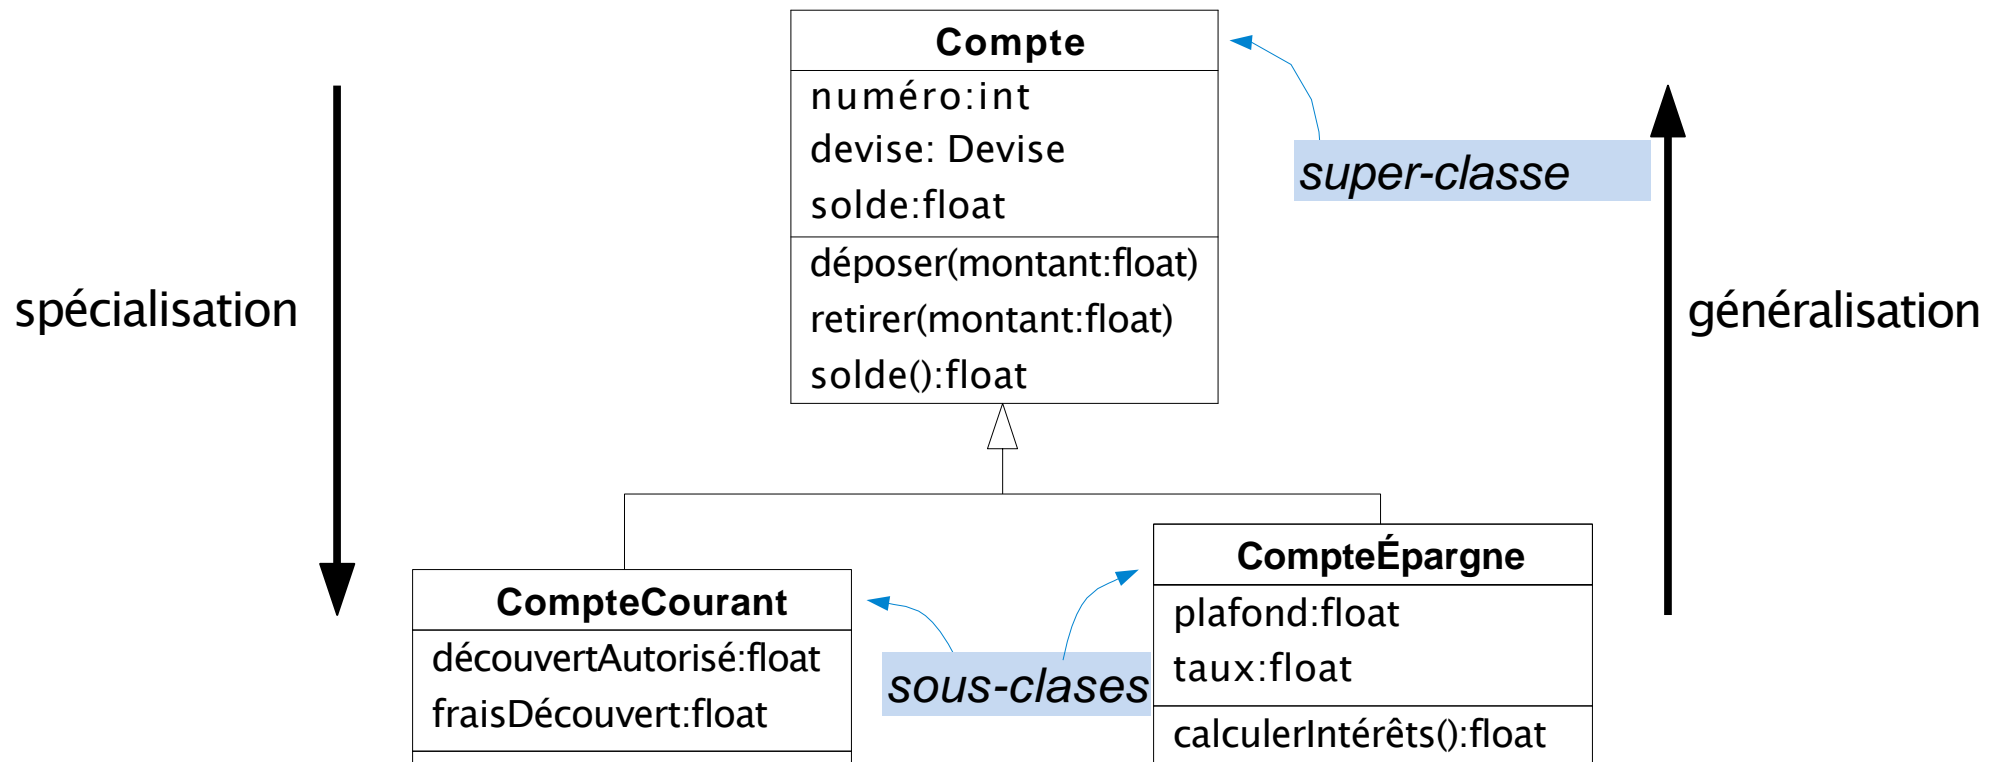 Compte
numéro:int
devise: Devise
solde:float
déposer(montant:float)
retirer(montant:float)
solde():float
super-classe
spécialisation
généralisation
CompteCourant
découvertAutorisé:float
fraisDécouvert:float
sous-clases
CompteÉpargne
plafond:float
taux:float
calculerIntérêts():float